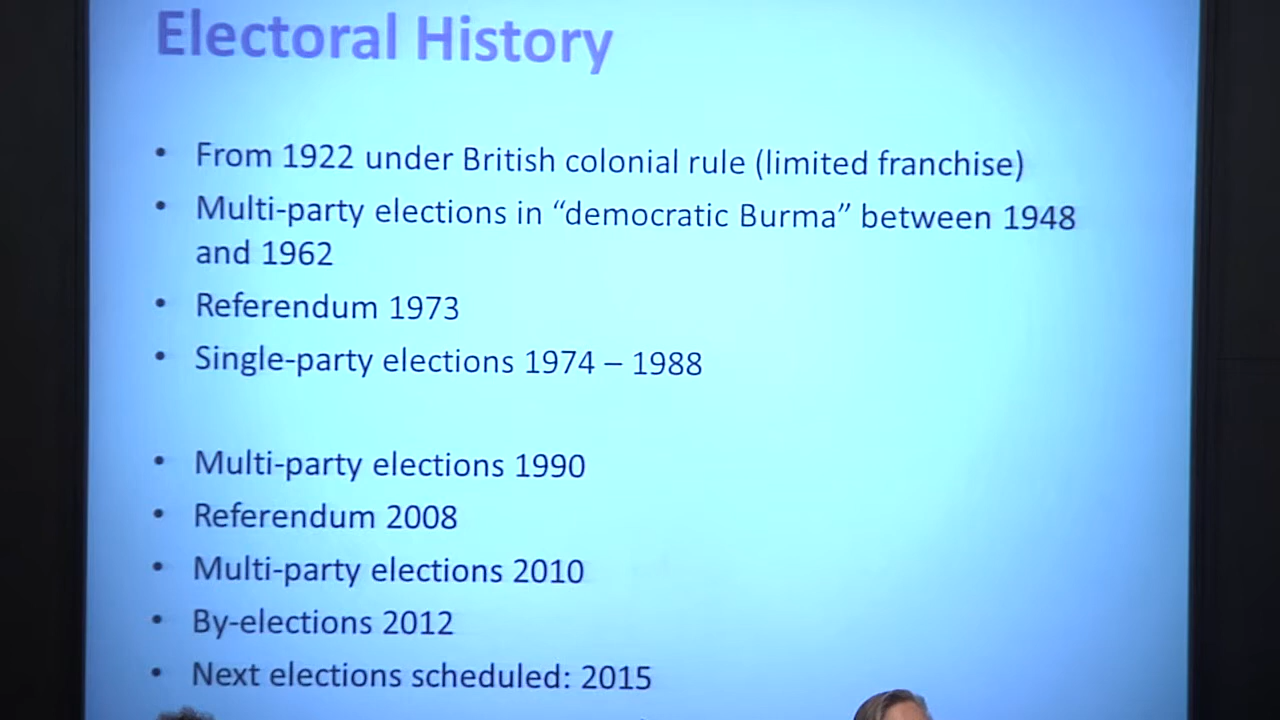 Electoral History
• From 1922 under British colonial rule (limited franchise)
• Multi-party elections in “democratic Burma” between 1948
and 1962
• Referendum 1973
• Single-party elections 1974 – 1988
• Multi-party elections 1990
• Referendum 2008
• Multi-party elections 2010
• By-elections 2012
• Next elections scheduled: 2015